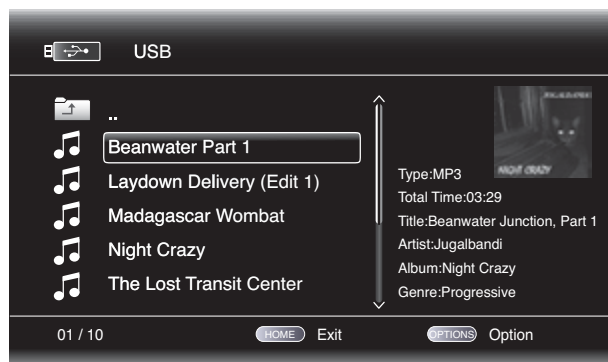 USB
..
Beanwater Part 1
Laydown Delivery (Edit 1)
Madagascar Wombat
Night Crazy
The Lost Transit Center
NIGHT CRAZY
Type:MP3
Total Time:03:29
Title:Beanwater Junction, Part 1
Artist:Jugalbandi
Album:Night Crazy
Genre:Progressive
01 / 10
HOME Exit
OPTIONS Option